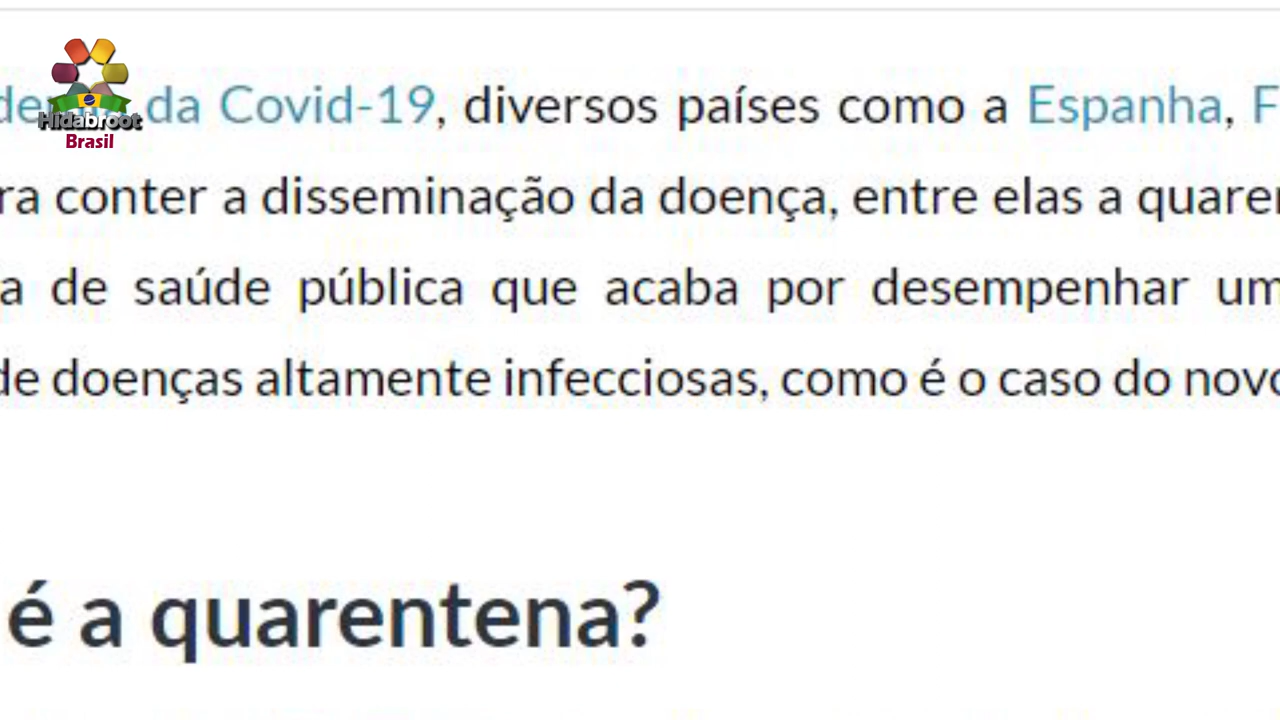 da Covid-19, diversos países como a Espanha, F
ra conter a disseminação da doença, entre elas a quaren
a de saúde pública que acaba por desempenhar um
de doenças altamente infecciosas, como é o caso do novo
é a quarentena?
Hidabroot
Brasil